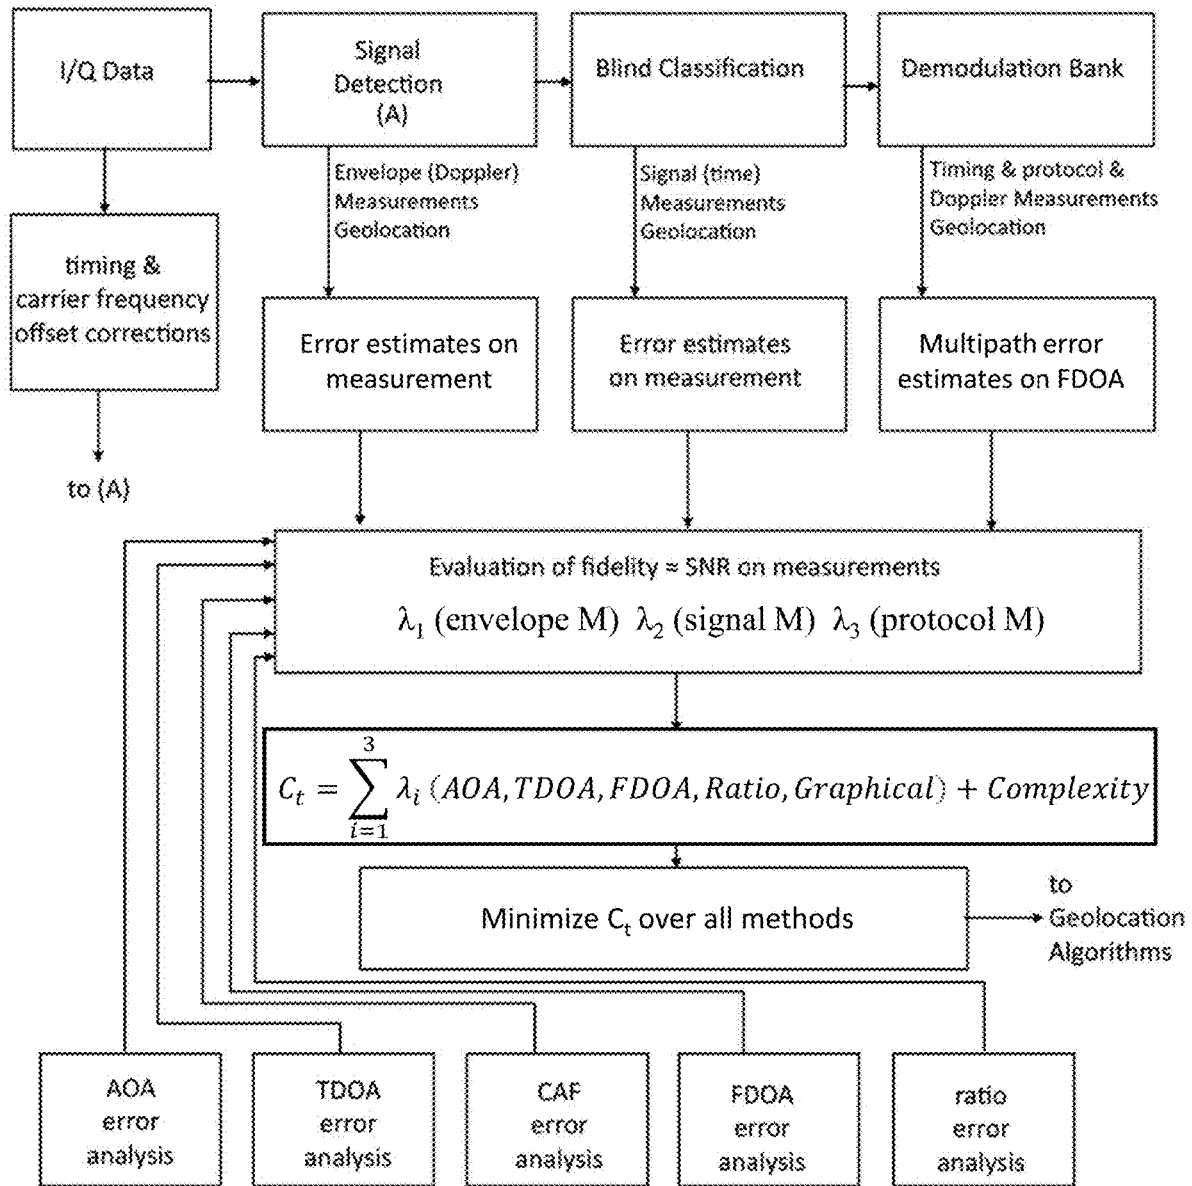 I/Q Data
Signal
Detection
(A)
Blind Classification
Demodulation Bank
Envelope (Doppler)
Measurements
Geolocation
Signal (time)
Measurements
Geolocation
Timing & protocol &
Doppler Measurements
Geolocation
timing &
carrier frequency
offset corrections
to (A)
Error estimates on
measurement
Error estimates
on measurement
Multipath error
estimates on FDOA
Evaluation of fidelity = SNR on measurements
λ₁ (envelope M) λ₂ (signal M) λ₃ (protocol M)
C_t = ∑_{i=1}^{3} λ_i (AOA, TDOA, FDOA, Ratio, Graphical) + Complexity
Minimize C_t over all methods
to
Geolocation
Algorithms
AOA
error
analysis
TDOA
error
analysis
CAF
error
analysis
FDOA
error
analysis
ratio
error
analysis